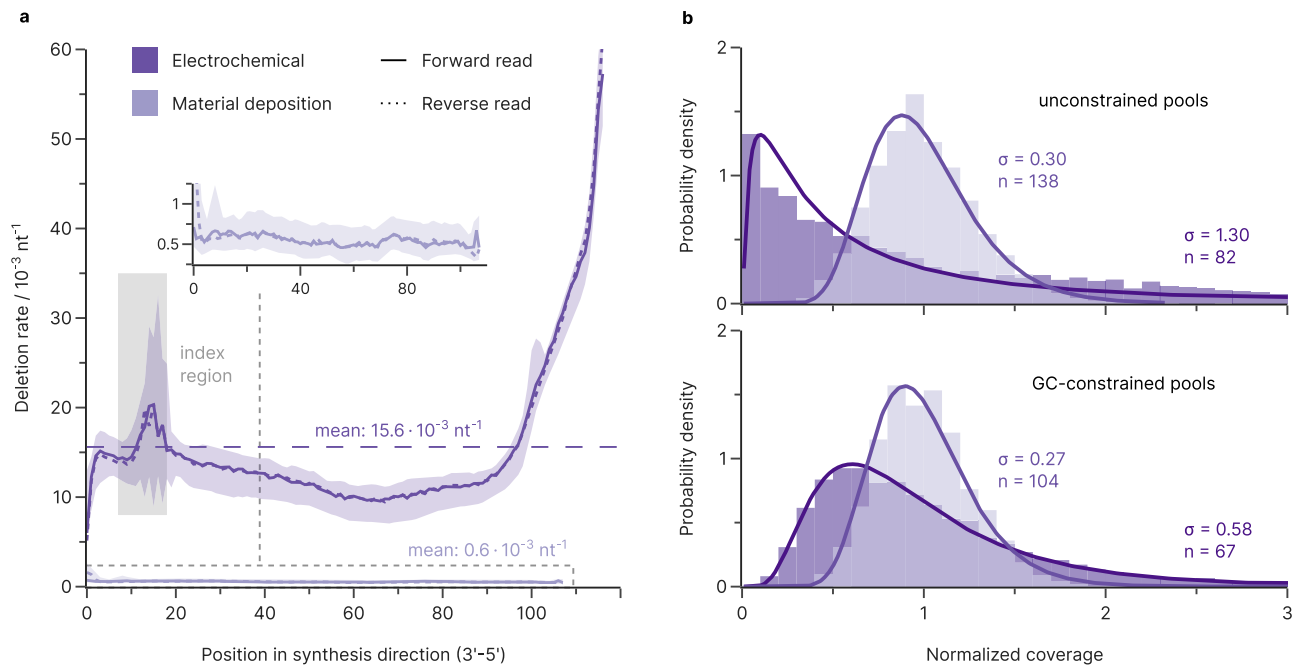 a
Electrochemical
Material deposition
Forward read
Reverse read
Deletion rate / 10⁻³ nt⁻¹
60
50
40
30
20
10
0
1
0.5
0
40
80
index
region
mean: 15.6 · 10⁻³ nt⁻¹
mean: 0.6 · 10⁻³ nt⁻¹
0
20
40
60
80
100
Position in synthesis direction (3'-5')
b
Probability density
2
1
0
unconstrained pools
σ = 0.30
n = 138
σ = 1.30
n = 82
Probability density
2
1
0
GC-constrained pools
σ = 0.27
n = 104
σ = 0.58
n = 67
0
1
2
3
Normalized coverage